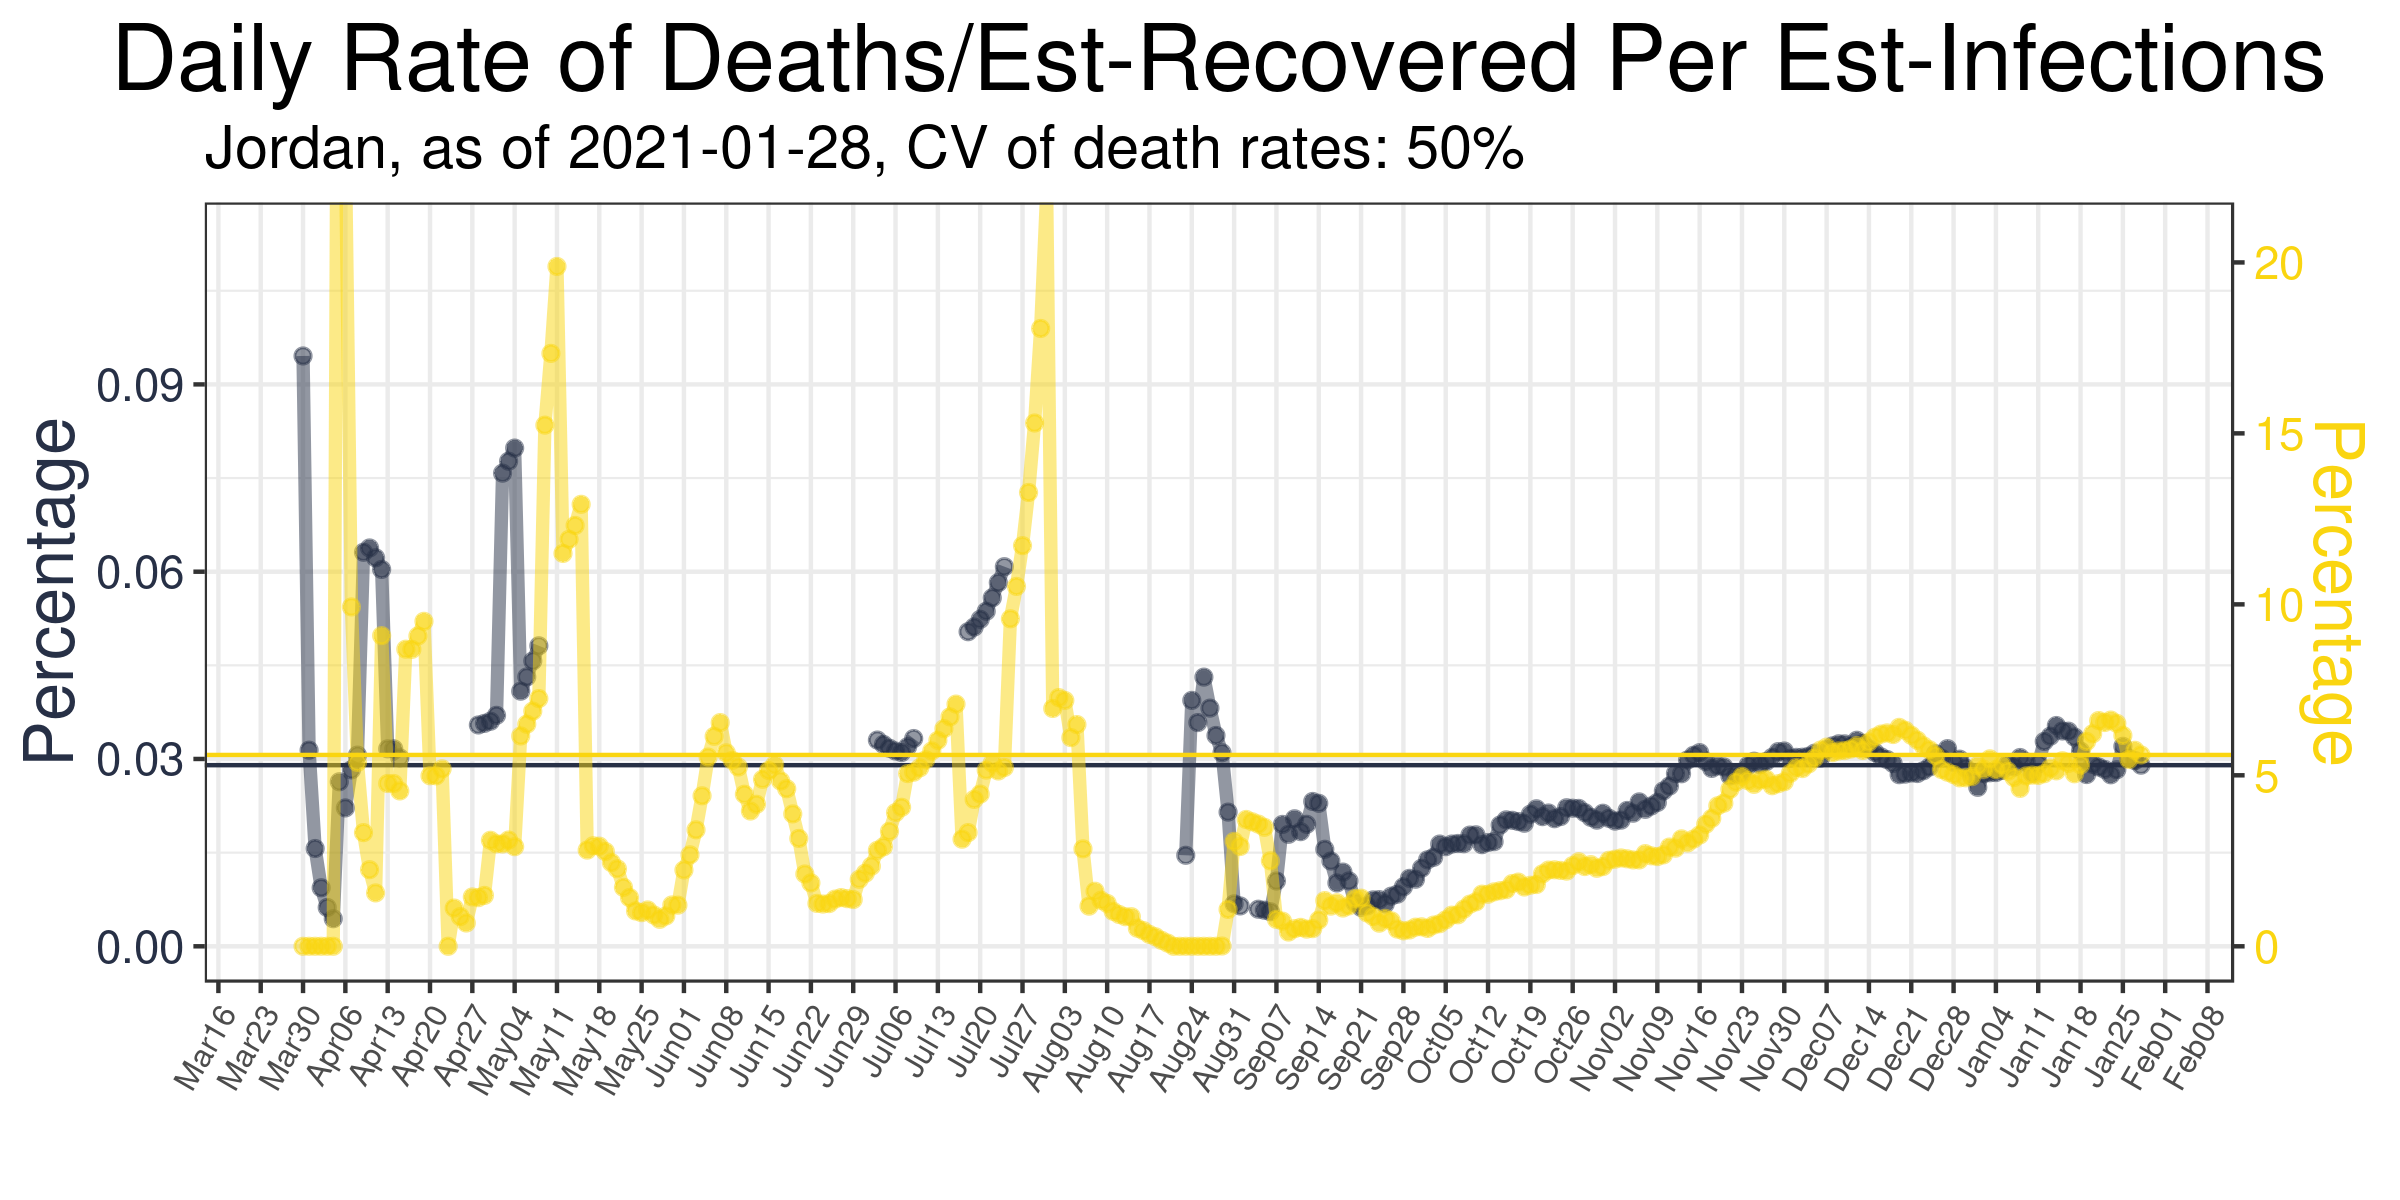 Daily Rate of Deaths/Est-Recovered Per Est-Infections
Jordan, as of 2021-01-28, CV of death rates: 50%
Percentage
0.09
0.06
0.03
0.00
20
15
10
5
0
Percentage
Mar16
Mar23
Mar30
Apr06
Apr13
Apr20
Apr27
May04
May11
May18
May25
Jun01
Jun08
Jun15
Jun22
Jun29
Jul06
Jul13
Jul20
Jul27
Aug03
Aug10
Aug17
Aug24
Aug31
Sep07
Sep14
Sep21
Sep28
Oct05
Oct12
Oct19
Oct26
Nov02
Nov09
Nov16
Nov23
Nov30
Dec07
Dec14
Dec21
Dec28
Jan04
Jan11
Jan18
Jan25
Feb01
Feb08